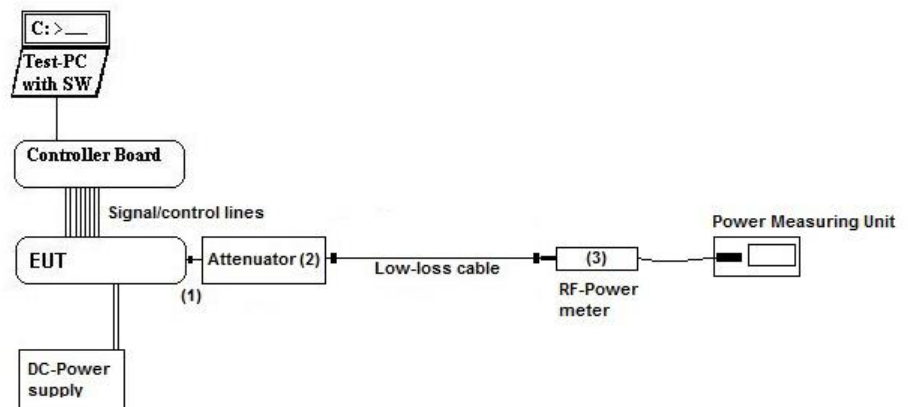 C:>__
Test-PC
with SW
Controller Board
Signal/control lines
EUT
(1)
Attenuator (2)
Low-loss cable
(3)
RF-Power
meter
Power Measuring Unit
DC-Power
supply